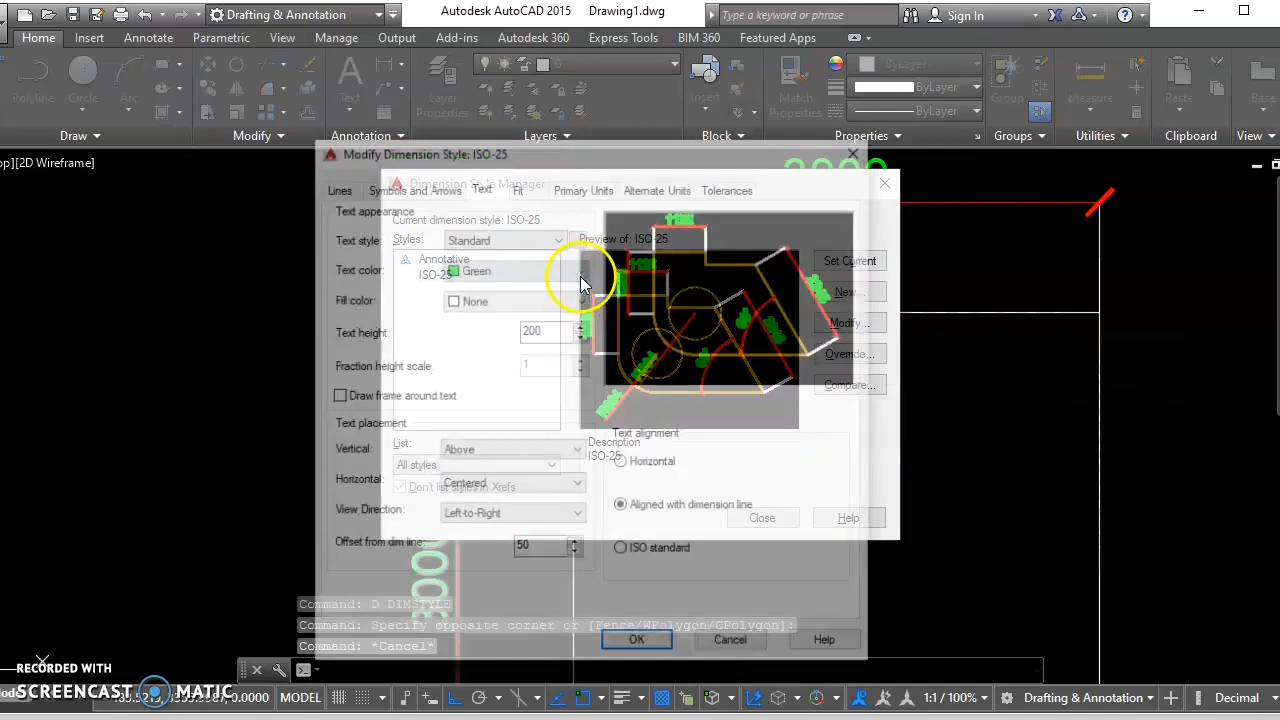 Drafting & Annotation
Autodesk AutoCAD 2015 Drawing1.dwg
Type a keyword or phrase
Sign In
Home Insert Annotate Parametric View Manage Output Add-ins Autodesk 360 Express Tools BIM 360 Featured Apps
Polyline Circle Arc
Text
Layer Properties
0
Insert
Match Properties
ByLayer
ByLayer
ByLayer
Group
Measure
Paste
Base
Draw Modify Annotation Layers Block Properties Groups Utilities Clipboard View
[2D Wireframe]
Modify Dimension Style: ISO-25
Dimension Style Manager
Lines Symbols and Arrows Text Fit Primary Units Alternate Units Tolerances
Text appearance
Current dimension style: ISO-25
Text style: Standard
Styles:
Preview of: ISO-25
Annotative
ISO-25
Text color: Green
Fill color: None
Text height: 200
Fraction height scale: 1
Draw frame around text
Set Current
New...
Modify...
Override...
Compare...
Text placement
Vertical: Above
Horizontal: Centered
View Direction: Left-to-Right
Offset from dim line: 50
List:
All styles
Don't list styles in Xrefs
Description
ISO-25
Text alignment
Horizontal
Aligned with dimension line
ISO standard
Close Help
OK Cancel Help
Command: D DIMSTYLE
Command: Specify opposite corner or [Fence/WPolygon/CPolygon]:
Command: *Cancel*
RECORDED WITH
SCREENCAST MATIC
0.0000
MODEL
1:1 / 100%
Drafting & Annotation
Decimal